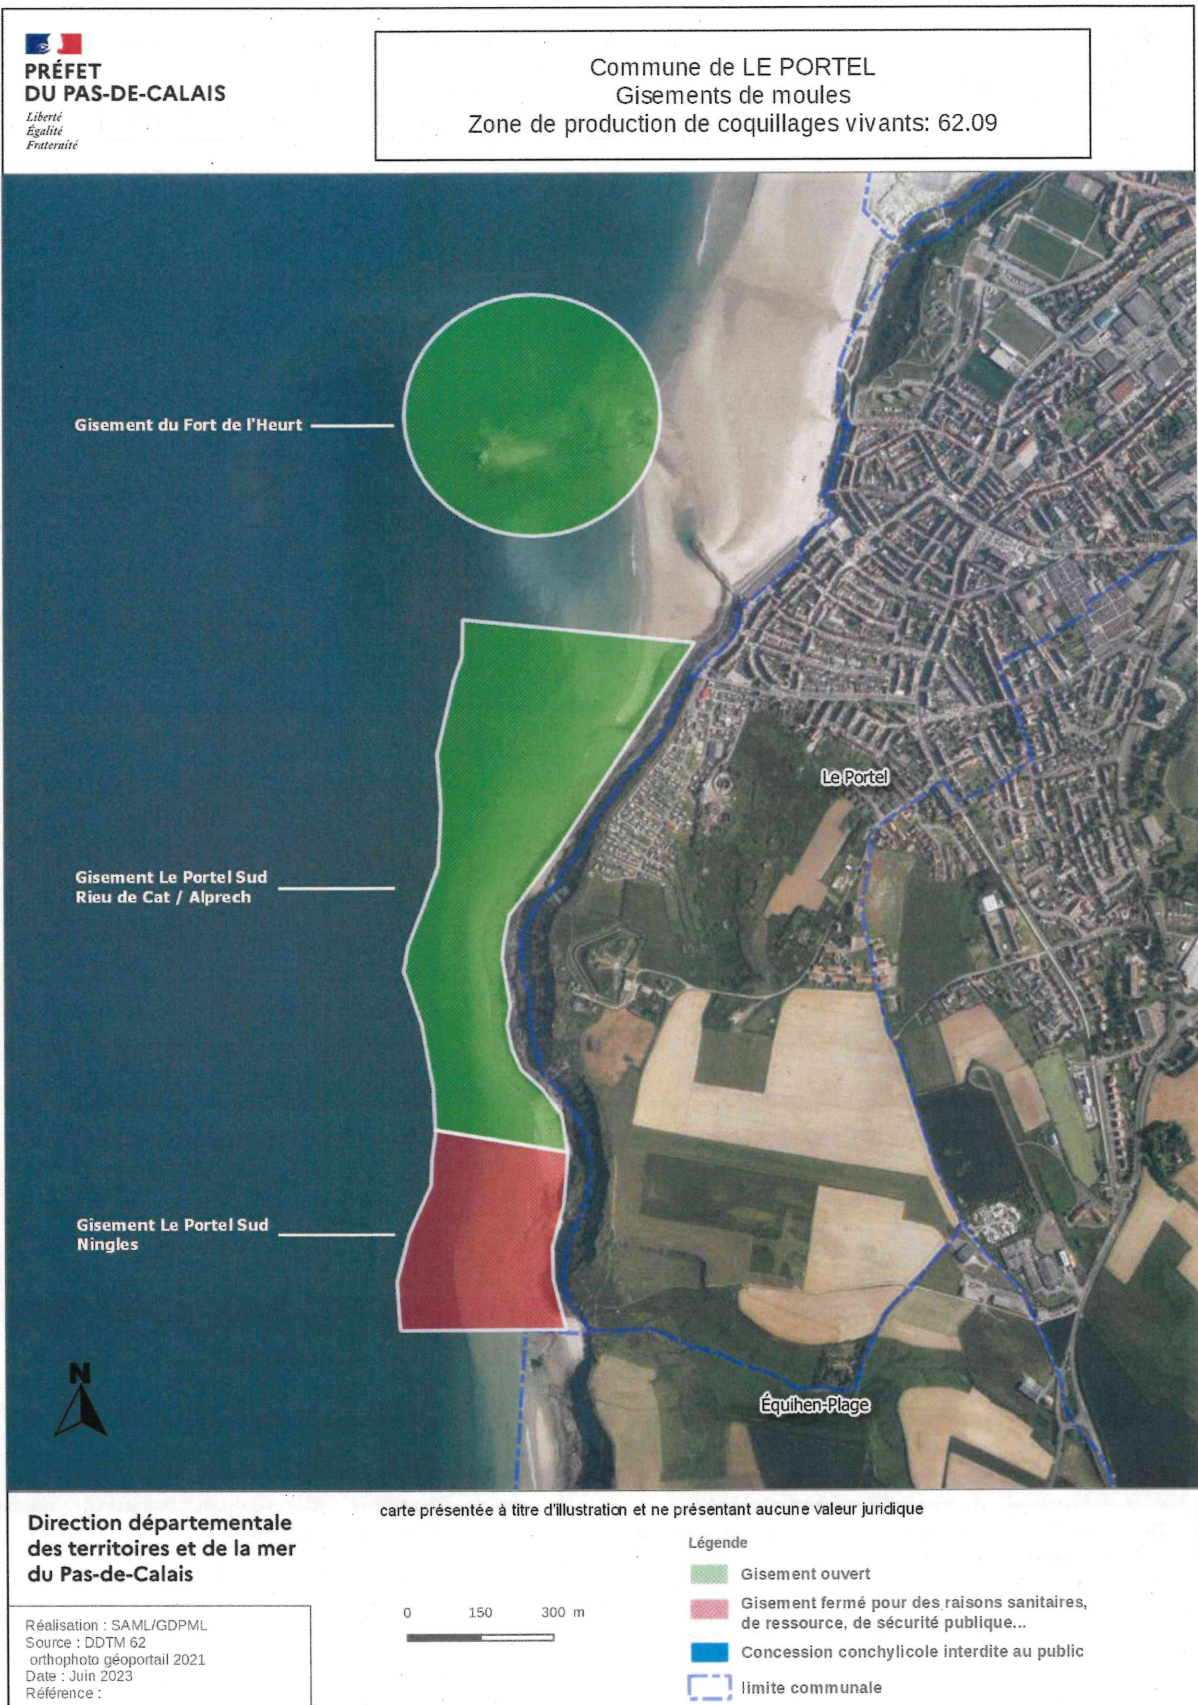 PRÉFET
DU PAS-DE-CALAIS
Liberté
Égalité
Fraternité
Commune de LE PORTEL
Gisements de moules
Zone de production de coquillages vivants: 62.09
Gisement du Fort de l'Heurt
Le Portel
Gisement Le Portel Sud
Rieu de Cat / Alprech
Gisement Le Portel Sud
Ningles
N
Équihen-Plage
carte présentée à titre d'illustration et ne présentant aucune valeur juridique
Direction départementale
des territoires et de la mer
du Pas-de-Calais
Réalisation : SAML/GDPML
Source : DDTM 62
orthophoto géoportail 2021
Date : Juin 2023
Référence :
0 150 300 m
Légende
Gisement ouvert
Gisement fermé pour des raisons sanitaires,
de ressource, de sécurité publique...
Concession conchylicole interdite au public
limite communale